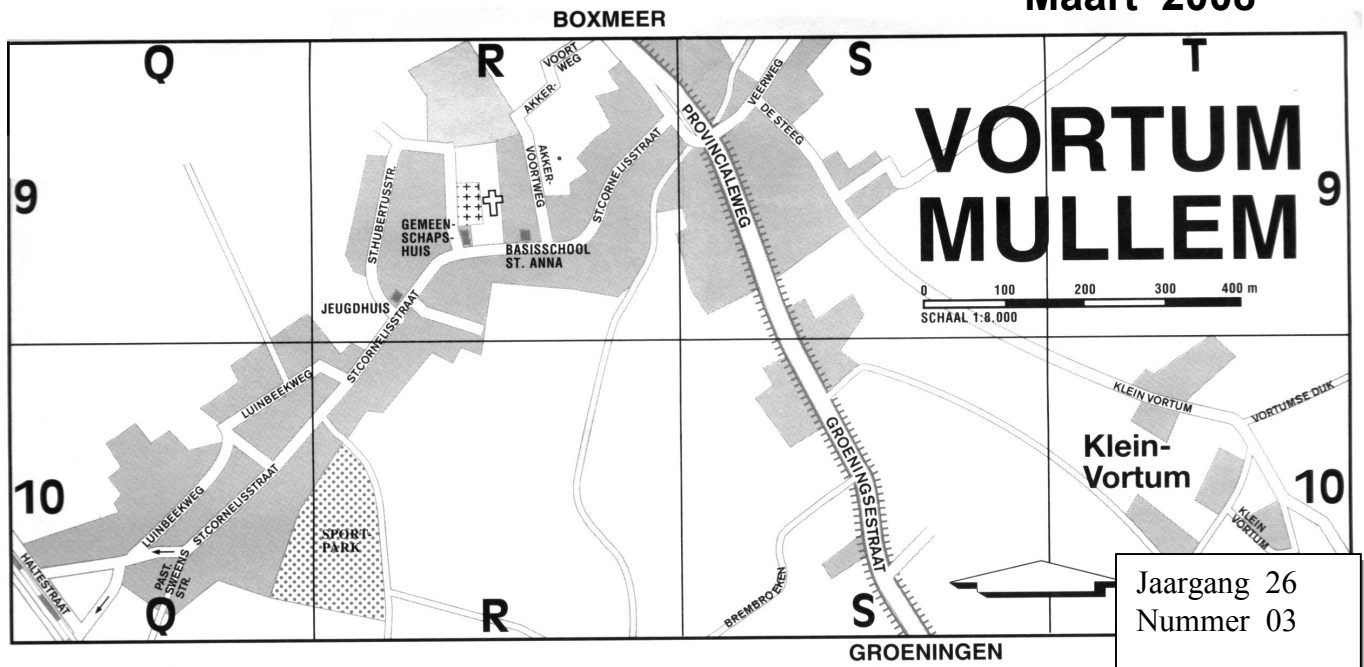 Maart 2008
BOXMEER
Q
R
S
T
VOORT
WEG
AKKER-
AKKER-
VOORTWEG
ST.CORNELISSTRAAT
PROVINCIALEWEG
VEERWEG
DE STEEG
VORTUM
MULLEM
9
9
ST.HUBERTUSSTR.
GEMEEN-
SCHAPS-
HUIS
BASISSCHOOL
ST. ANNA
0 100 200 300 400 m
SCHAAL 1:8.000
JEUGDHUIS
ST.CORNELISSTRAAT
LUINBEEKWEG
KLEIN VORTUM
VORTUMSE DIJK
GROENINGSESTRAAT
Klein-
Vortum
10
10
LUINBEEKWEG
ST.CORNELISSTRAAT
KLEIN
VORTUM
SPORT-
PARK
HALTESTRAAT
PAST.
SWEENS
STR.
BREMBROEKEN
Q
R
S
Jaargang 26
Nummer 03
GROENINGEN